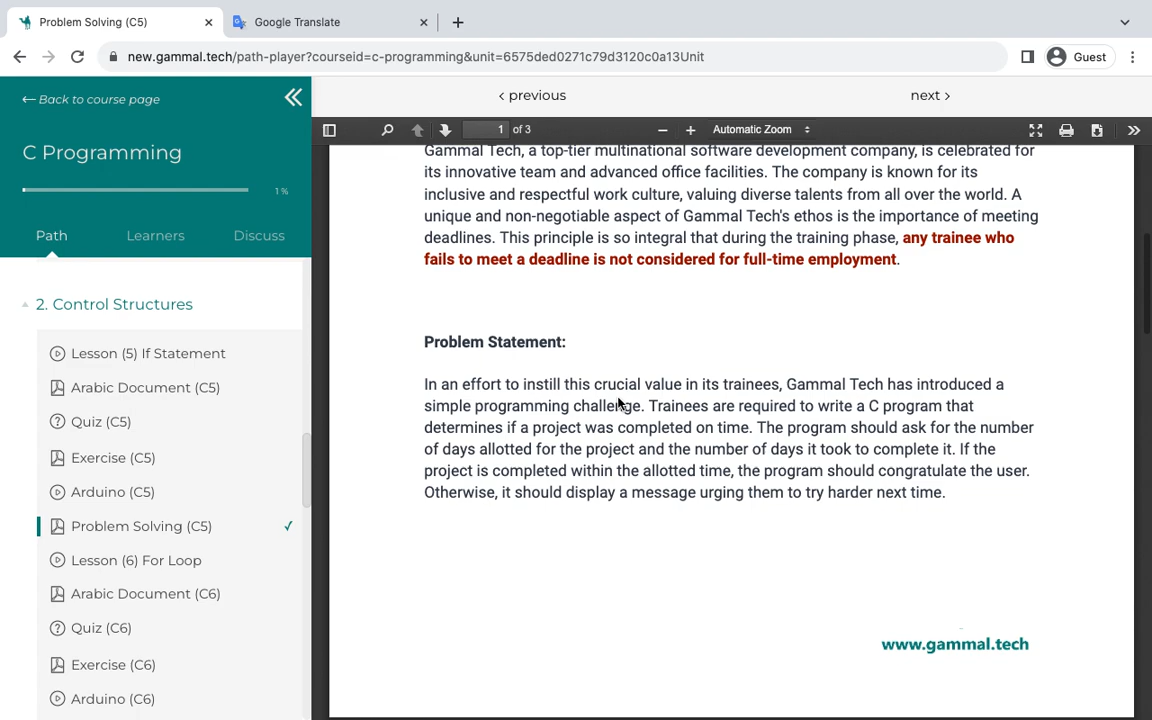 Problem Solving (C5)
Google Translate
new.gammal.tech/path-player?courseid=c-programming&unit=6575ded0271c79d3120c0a13Unit
Guest
← Back to course page
C Programming
1 %
Path
Learners
Discuss
2. Control Structures
Lesson (5) If Statement
Arabic Document (C5)
Quiz (C5)
Exercise (C5)
Arduino (C5)
Problem Solving (C5)
Lesson (6) For Loop
Arabic Document (C6)
Quiz (C6)
Exercise (C6)
Arduino (C6)
‹ previous
next ›
1 of 3
Automatic Zoom
Gammal Tech, a top-tier multinational software development company, is celebrated for
its innovative team and advanced office facilities. The company is known for its
inclusive and respectful work culture, valuing diverse talents from all over the world. A
unique and non-negotiable aspect of Gammal Tech's ethos is the importance of meeting
deadlines. This principle is so integral that during the training phase, any trainee who
fails to meet a deadline is not considered for full-time employment.
Problem Statement:
In an effort to instill this crucial value in its trainees, Gammal Tech has introduced a
simple programming challenge. Trainees are required to write a C program that
determines if a project was completed on time. The program should ask for the number
of days allotted for the project and the number of days it took to complete it. If the
project is completed within the allotted time, the program should congratulate the user.
Otherwise, it should display a message urging them to try harder next time.
www.gammal.tech